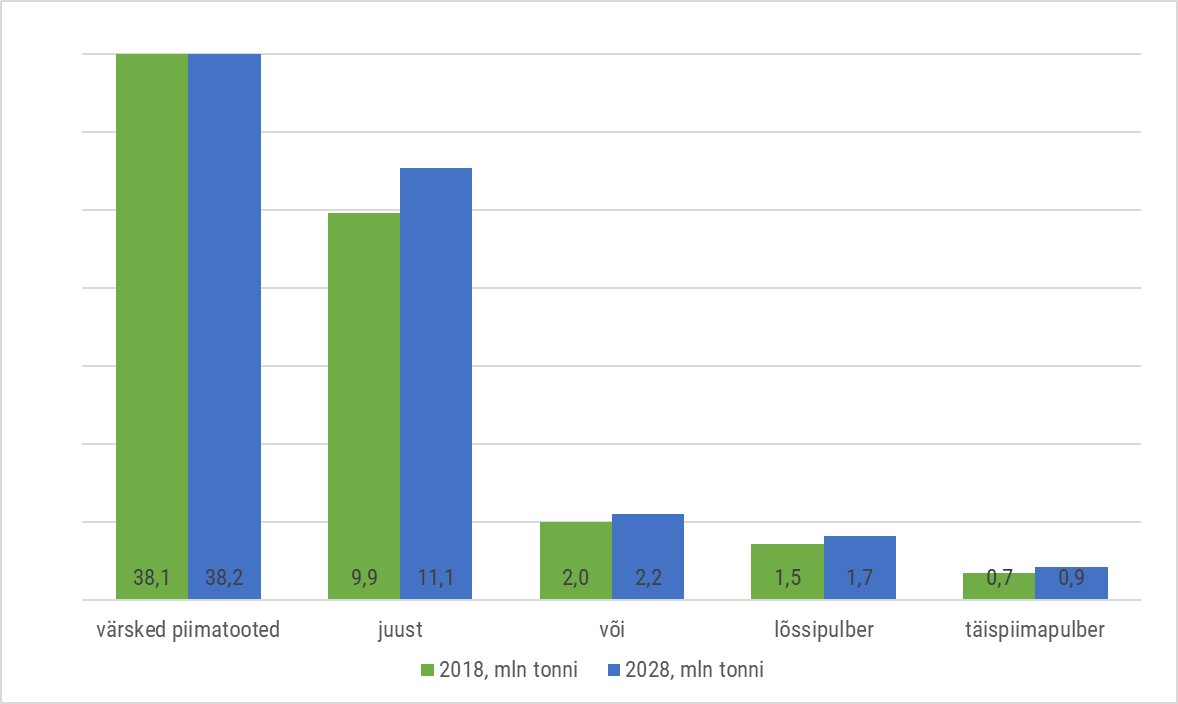 38,1 38,2 9,9 11,1 2,0 2,2 1,5 1,7 0,7 0,9
värsked piimatooted juust või lõssipulber täispiimapulber
2018, mln tonni 2028, mln tonni